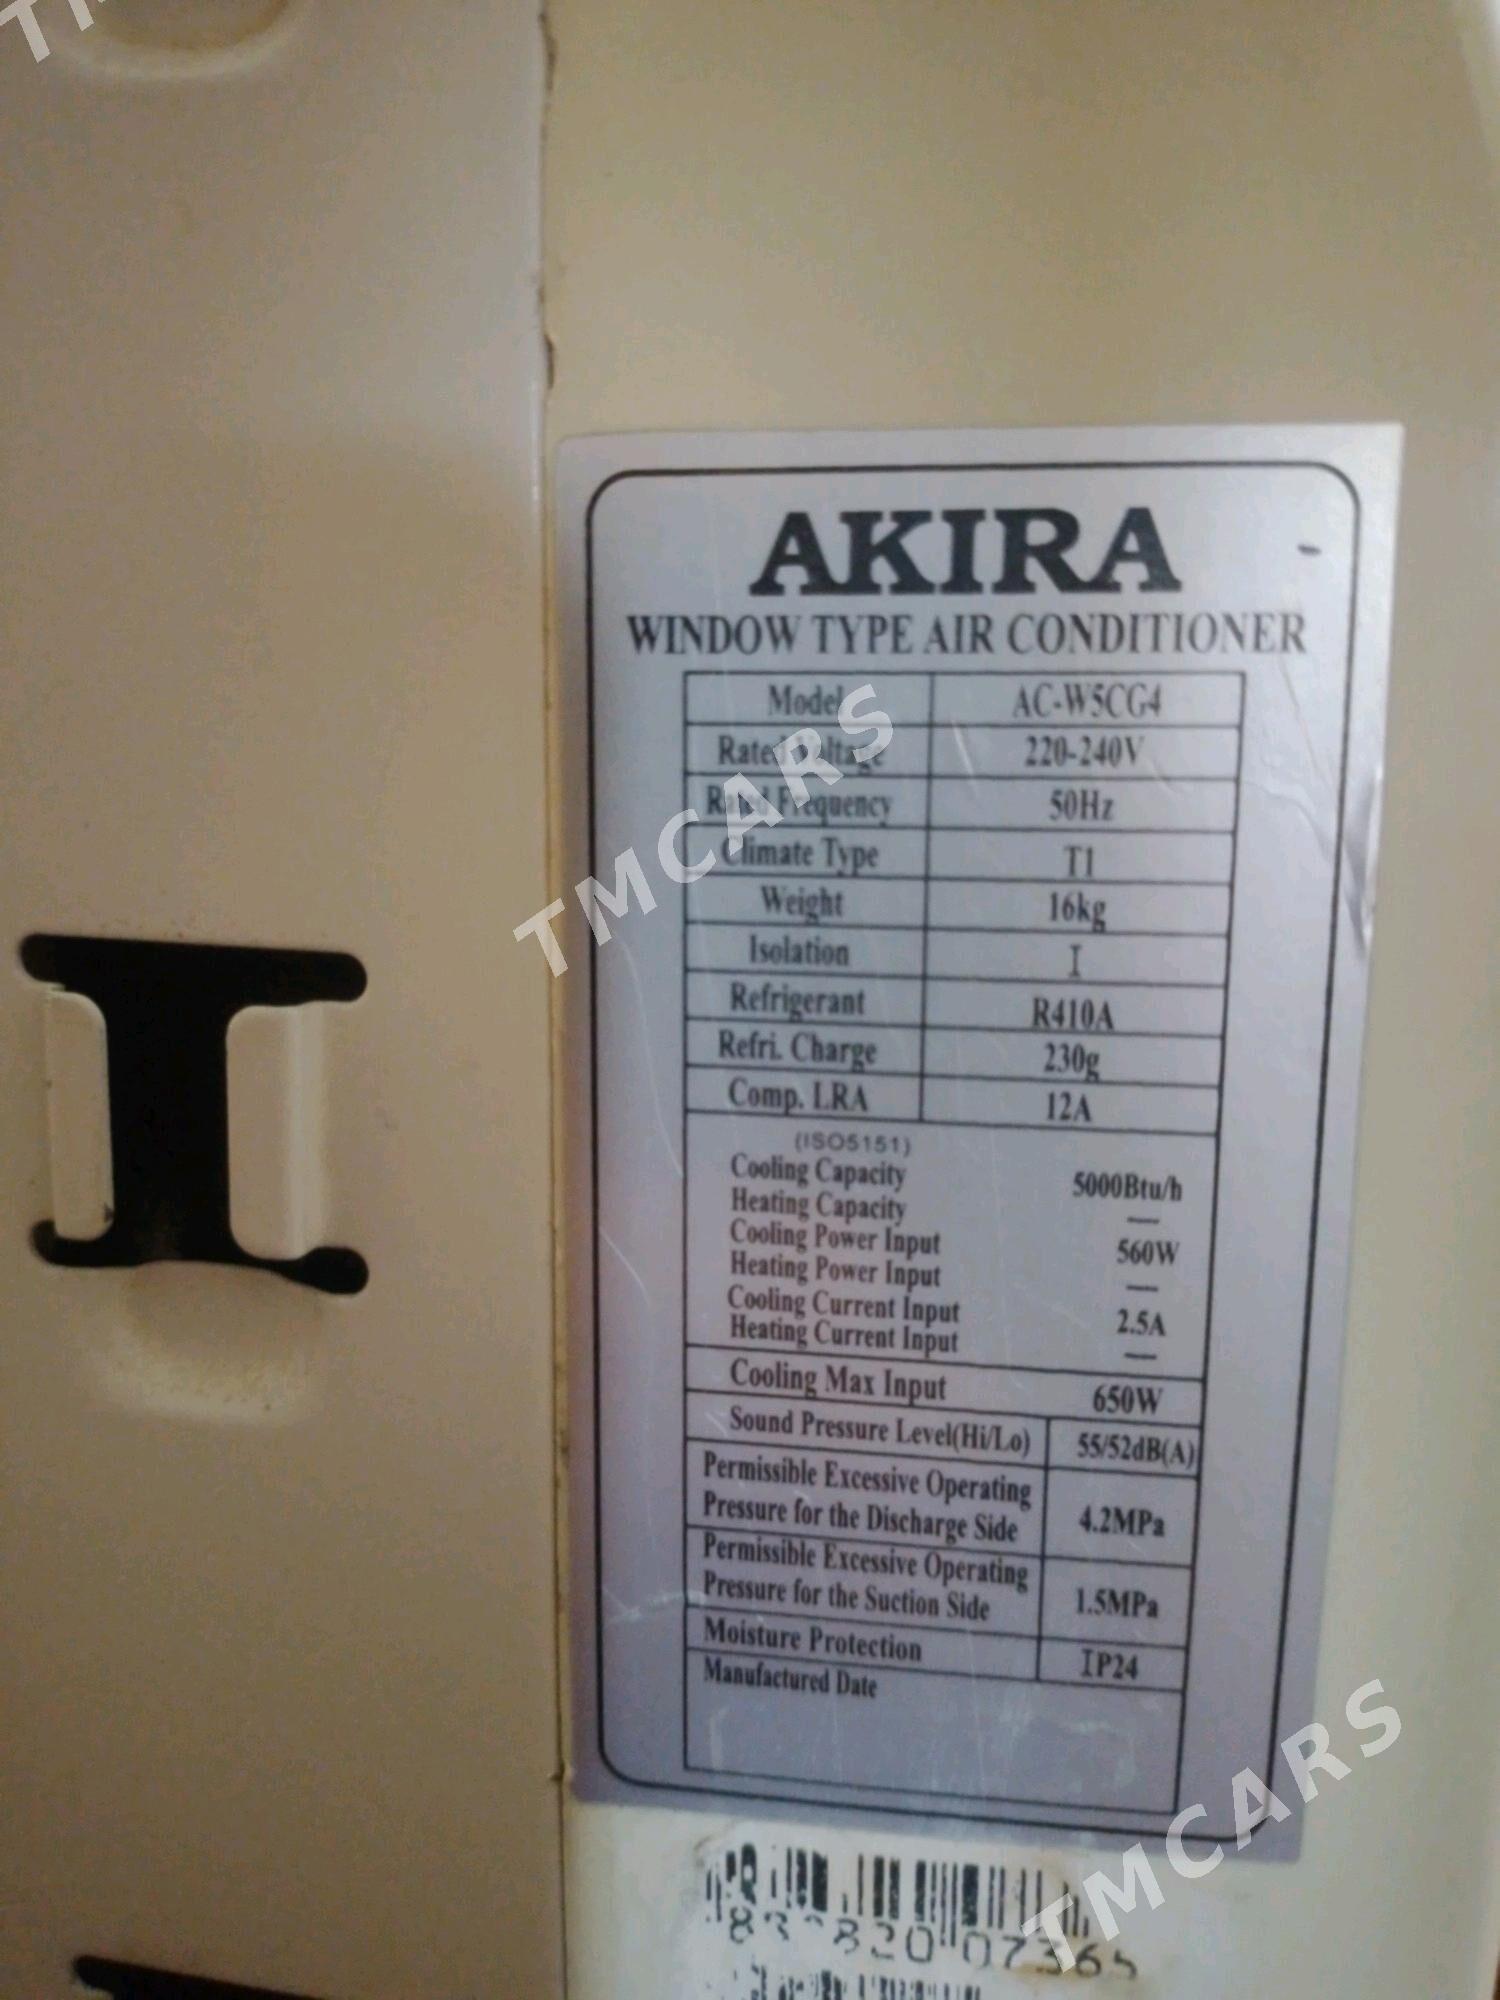 AKIRA
WINDOW TYPE AIR CONDITIONER
Model AC-W5CG4
Rated Voltage 220-240V
Rated Frequency 50Hz
Climate Type T1
Weight 16kg
Isolation I
Refrigerant R410A
Refri. Charge 230g
Comp. LRA 12A
(ISO5151)
Cooling Capacity 5000Btu/h
Heating Capacity —
Cooling Power Input 560W
Heating Power Input —
Cooling Current Input 2.5A
Heating Current Input —
Cooling Max Input 650W
Sound Pressure Level(Hi/Lo) 55/52dB(A)
Permissible Excessive Operating
Pressure for the Discharge Side 4.2MPa
Permissible Excessive Operating
Pressure for the Suction Side 1.5MPa
Moisture Protection IP24
Manufactured Date
TMCARS
TMCARS